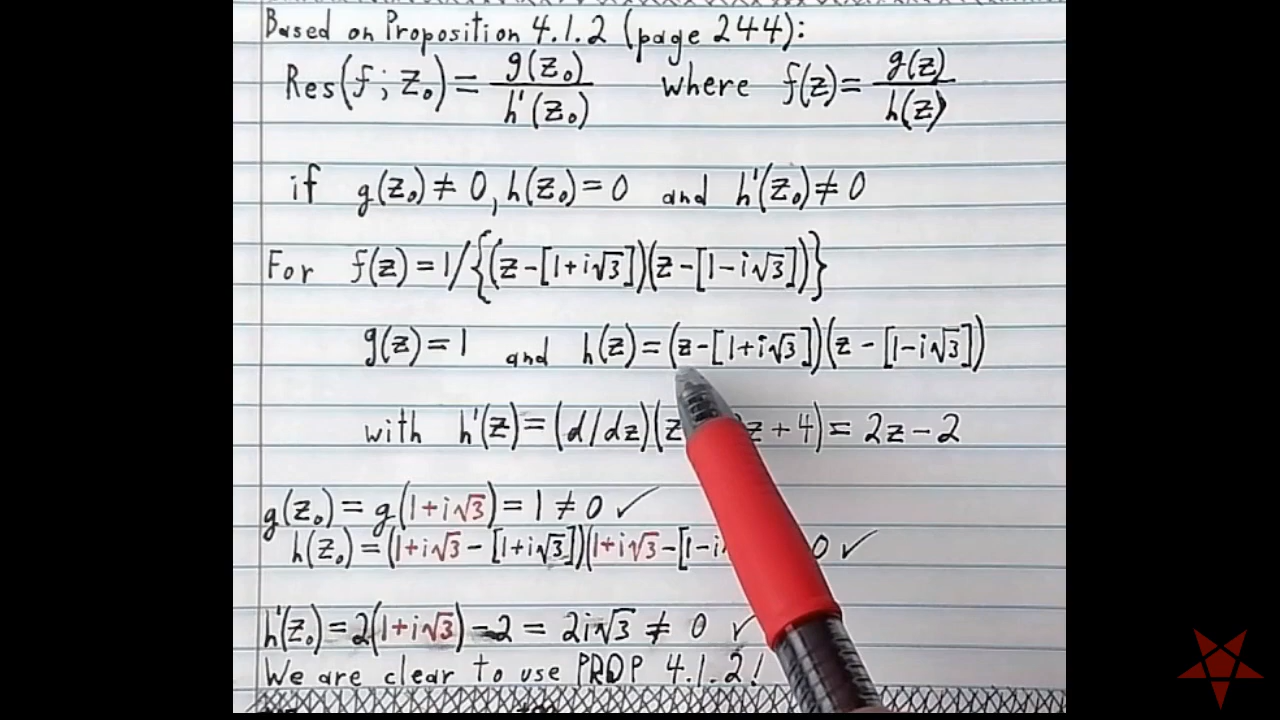 Based on Proposition 4.1.2 (page 244):
Res(f; z₀) = g(z₀)/h'(z₀) where f(z) = g(z)/h(z)
if g(z₀) ≠ 0, h(z₀) = 0 and h'(z₀) ≠ 0
For f(z) = 1/{(z-[1+i√3])(z-[1-i√3])}
g(z) = 1 and h(z) = (z-[1+i√3])(z-[1-i√3])
with h'(z) = (d/dz)(z z + 4) = 2z - 2
g(z₀) = g(1+i√3) = 1 ≠ 0 ✓
h(z₀) = (1+i√3-[1+i√3])(1+i√3-[1-i 0 ✓
h'(z₀) = 2(1+i√3) - 2 = 2i√3 ≠ 0 ✓
We are clear to use PROP 4.1.2!